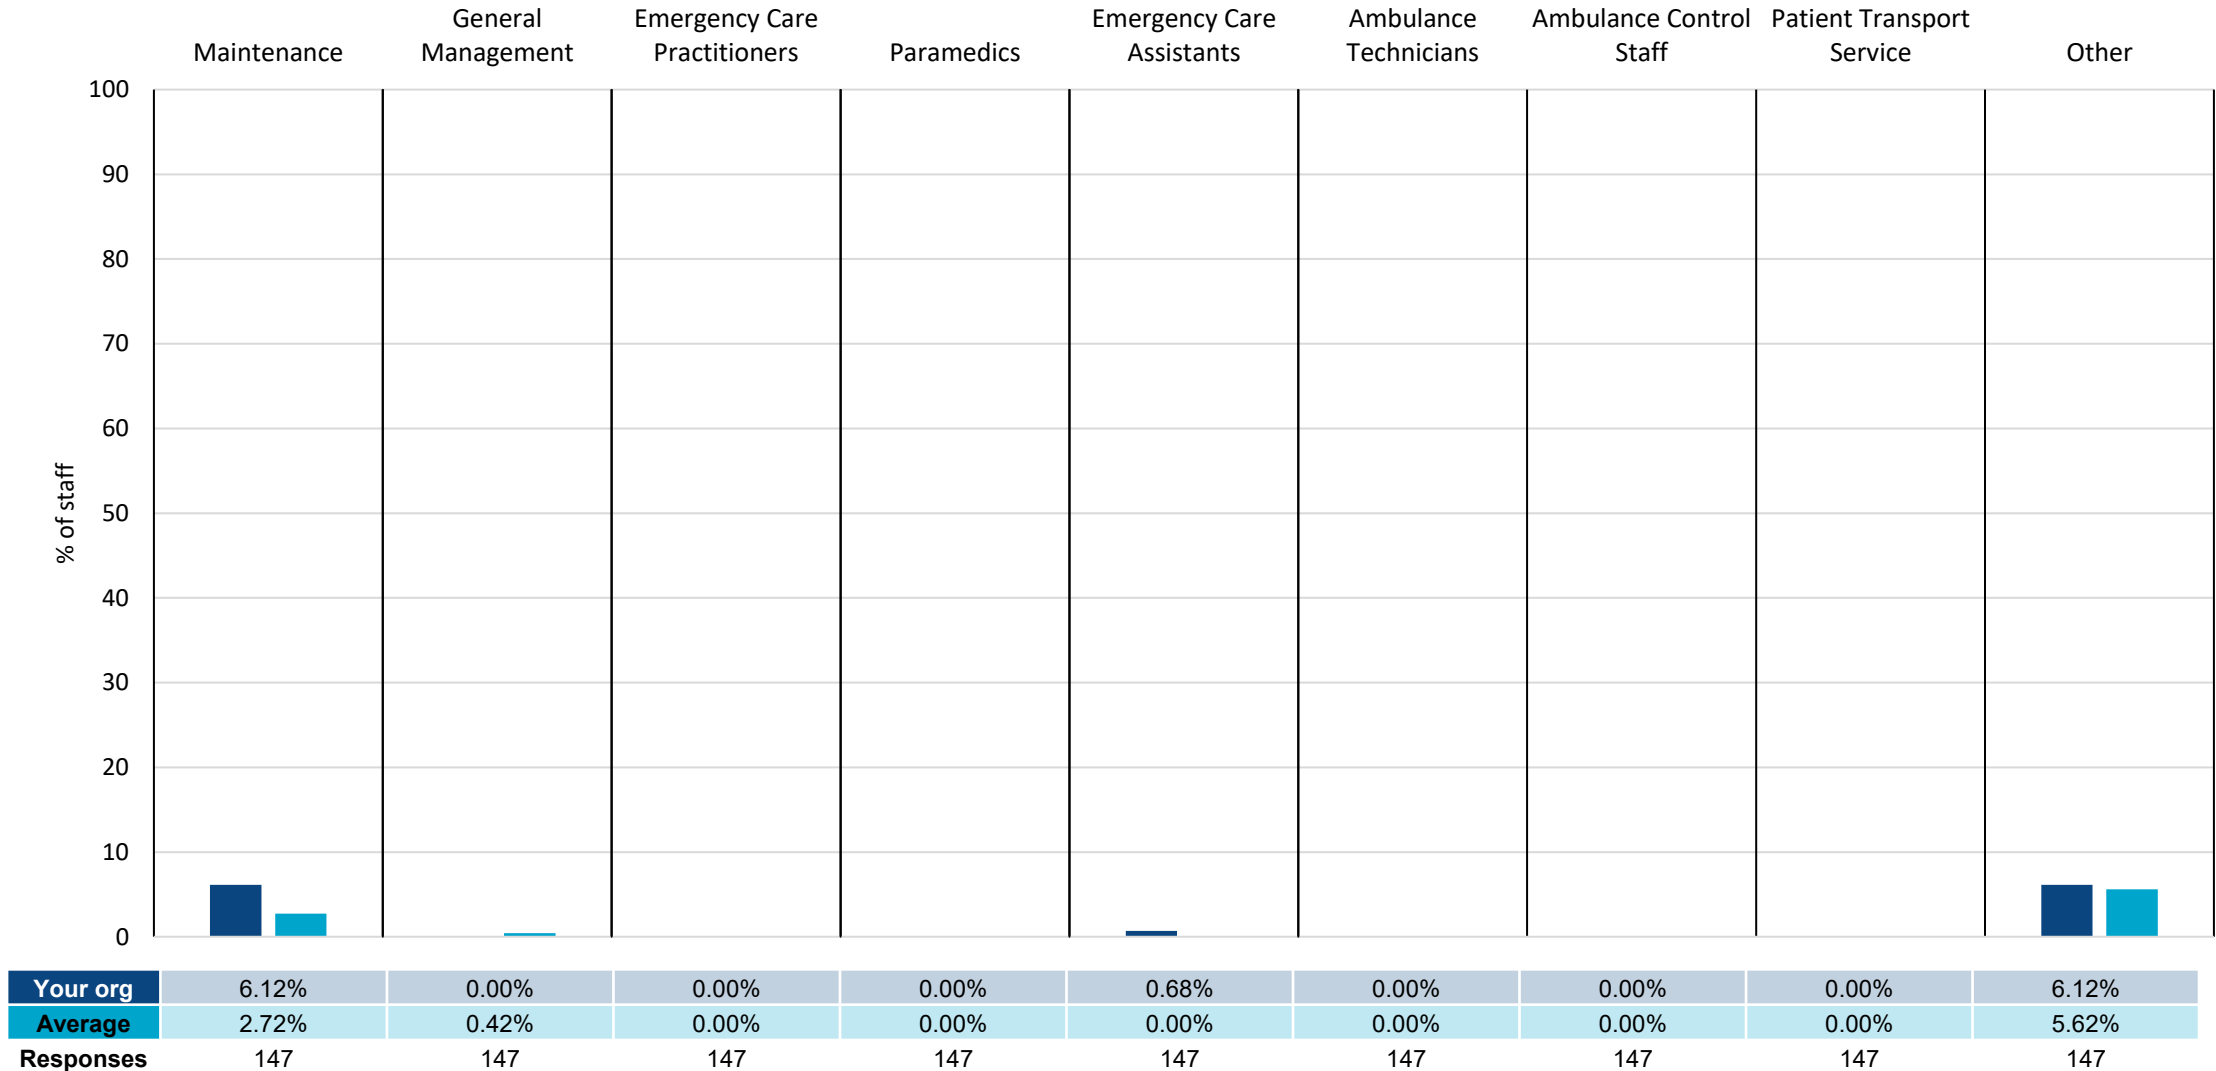 Maintenance
General
Management
Emergency Care
Practitioners
Paramedics
Emergency Care
Assistants
Ambulance
Technicians
Ambulance Control
Staff
Patient Transport
Service
Other
% of staff
100
90
80
70
60
50
40
30
20
10
0
Your org 6.12% 0.00% 0.00% 0.00% 0.68% 0.00% 0.00% 0.00% 6.12%
Average 2.72% 0.42% 0.00% 0.00% 0.00% 0.00% 0.00% 0.00% 5.62%
Responses 147 147 147 147 147 147 147 147 147